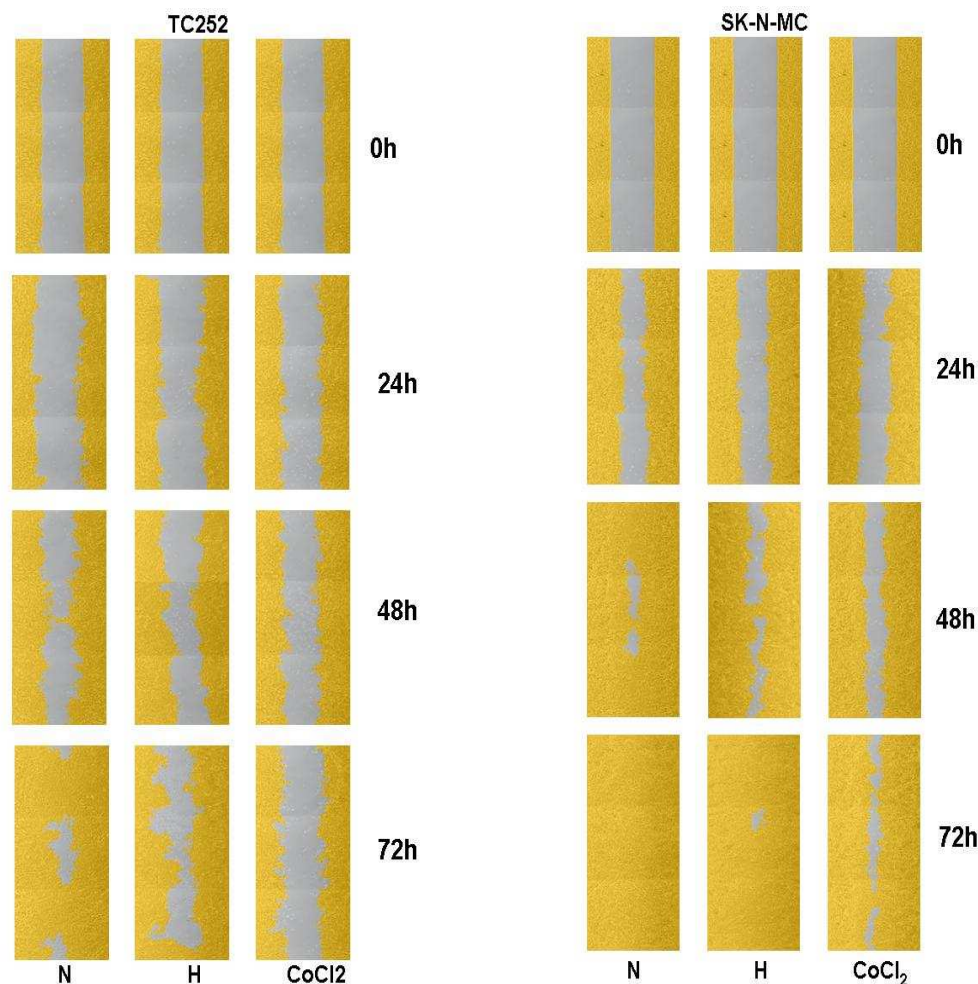 TC252
0h
24h
48h
72h
N H CoCl2
SK-N-MC
0h
24h
48h
72h
N H CoCl₂